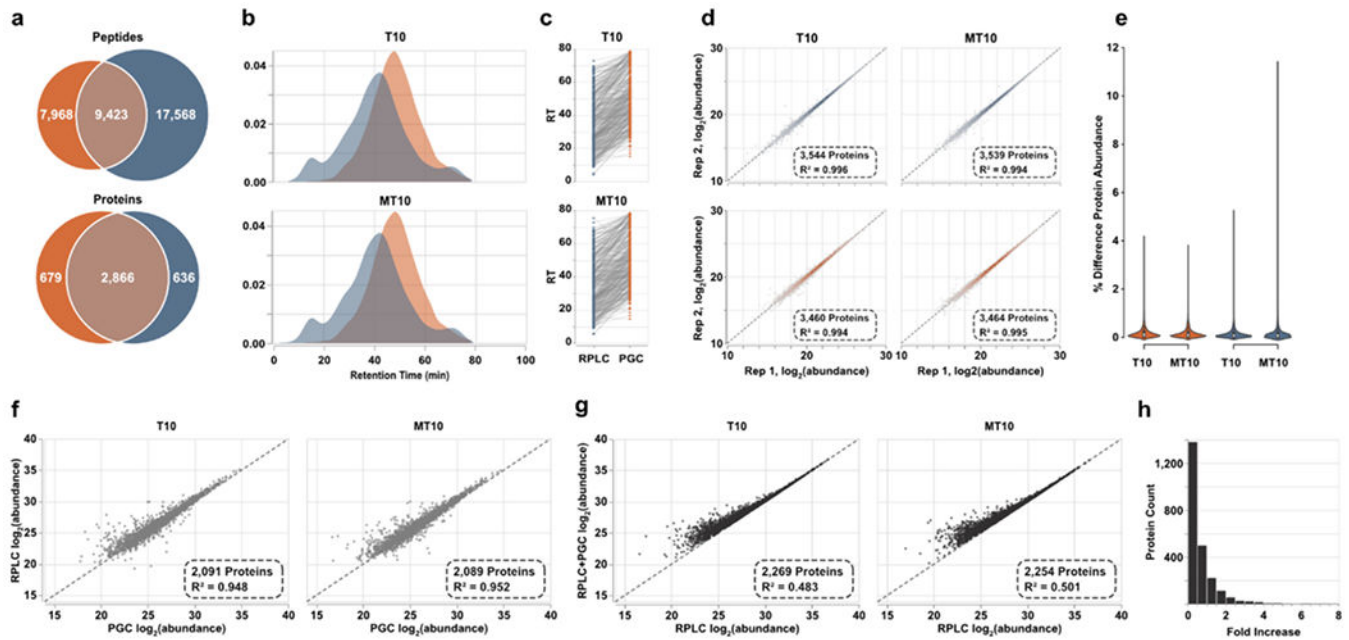 a
Peptides
7,968 9,423 17,568
Proteins
679 2,866 636
b
T10
0.04
0.02
0.00
MT10
0.04
0.02
0.00
0 20 40 60 80 100
Retention Time (min)
c
T10
80
60
40
20
0
RT
MT10
80
60
40
20
0
RT
RPLC PGC
d
T10 MT10
30
20
10
Rep 2, log2(abundance)
3,544 Proteins
R² = 0.996
3,539 Proteins
R² = 0.994
30
20
10
Rep 2, log2(abundance)
3,460 Proteins
R² = 0.994
3,464 Proteins
R² = 0.995
10 20 30 10 20 30
Rep 1, log2(abundance) Rep 1, log2(abundance)
e
12
10
8
6
4
2
0
% Difference Protein Abundance
T10 MT10 T10 MT10
f
T10 MT10
40
35
30
25
20
15
RPLC log2(abundance)
2,091 Proteins
R² = 0.948
2,089 Proteins
R² = 0.952
15 20 25 30 35 40 15 20 25 30 35 40
PGC log2(abundance) PGC log2(abundance)
g
T10 MT10
40
35
30
25
20
15
RPLC+PGC log2(abundance)
2,269 Proteins
R² = 0.483
2,254 Proteins
R² = 0.501
15 20 25 30 35 40 15 20 25 30 35 40
RPLC log2(abundance) RPLC log2(abundance)
h
1,400
800
400
Protein Count
0 2 4 6 8
Fold Increase